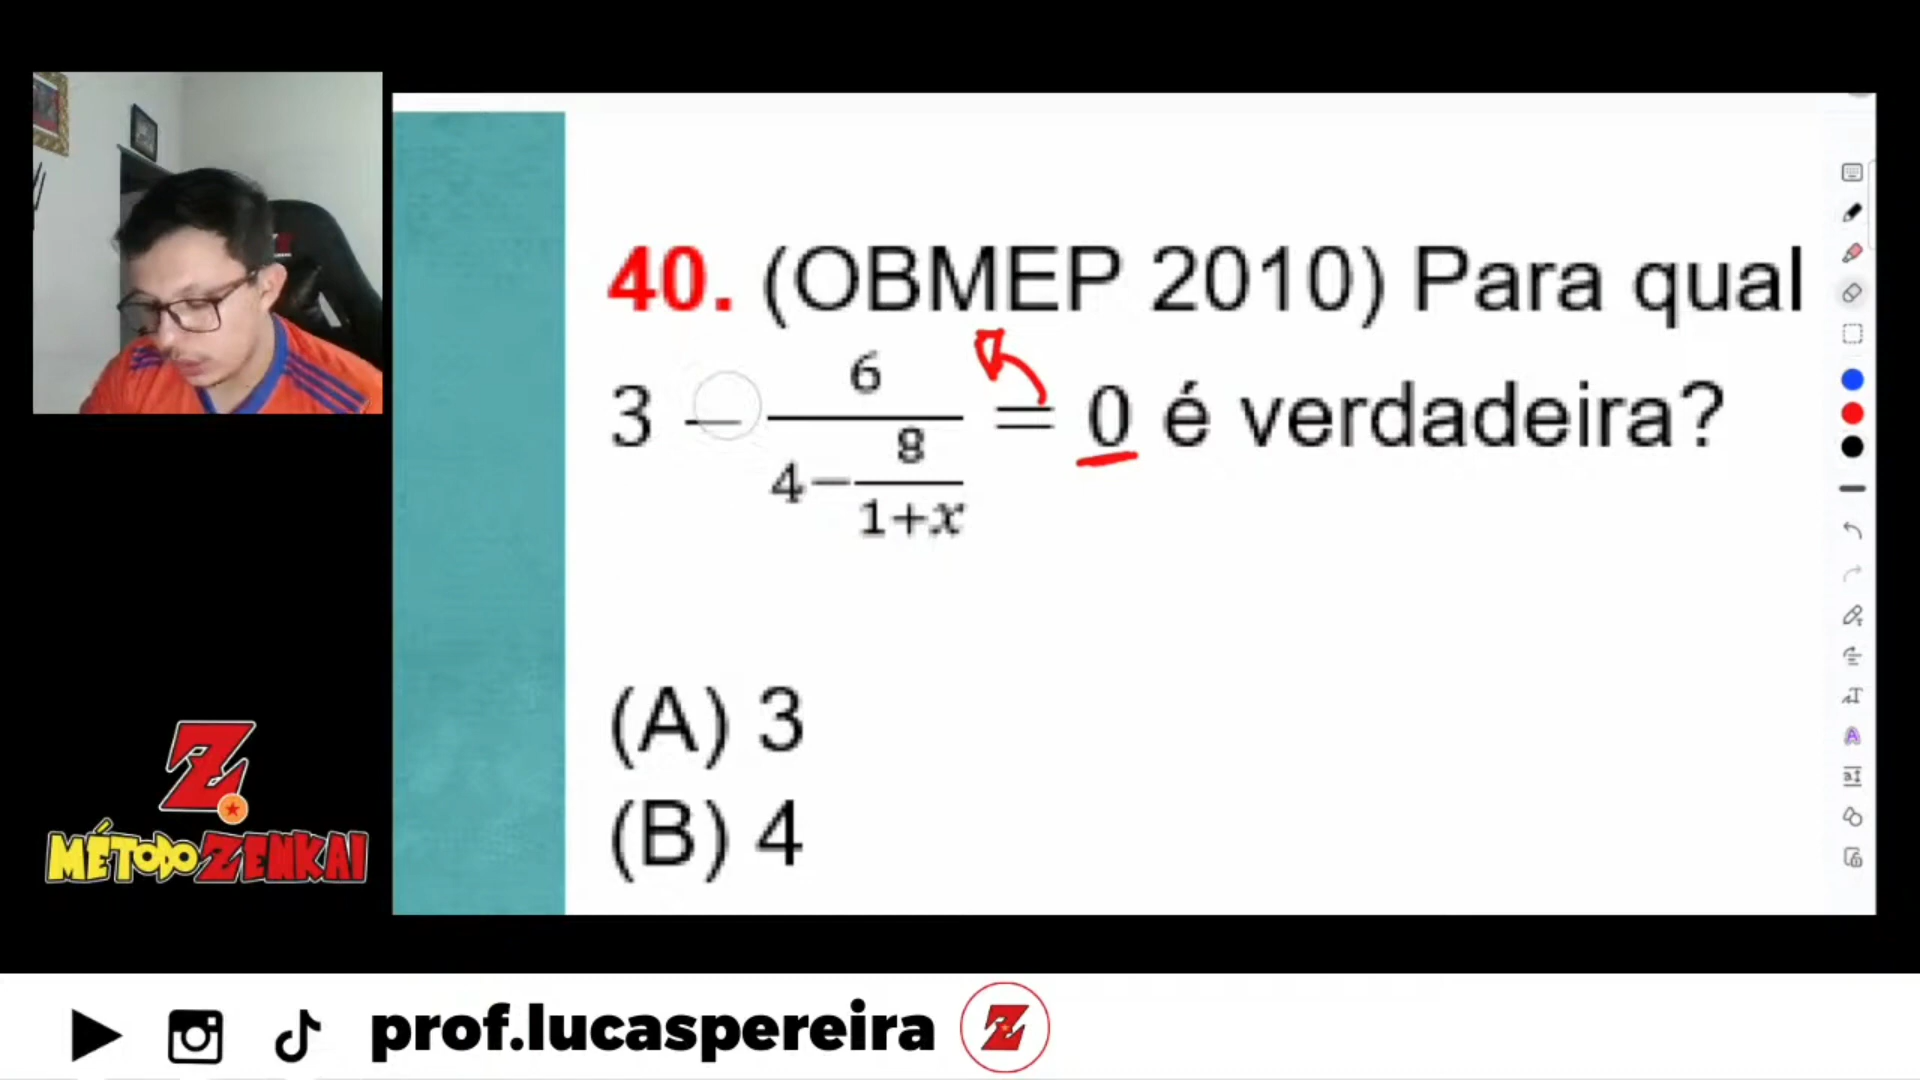 40. (OBMEP 2010) Para qual
3 − 6/(4−8/(1+x)) = 0 é verdadeira?
(A) 3
(B) 4
Z
MÉTODO ZENKAI
prof.lucaspereira Z